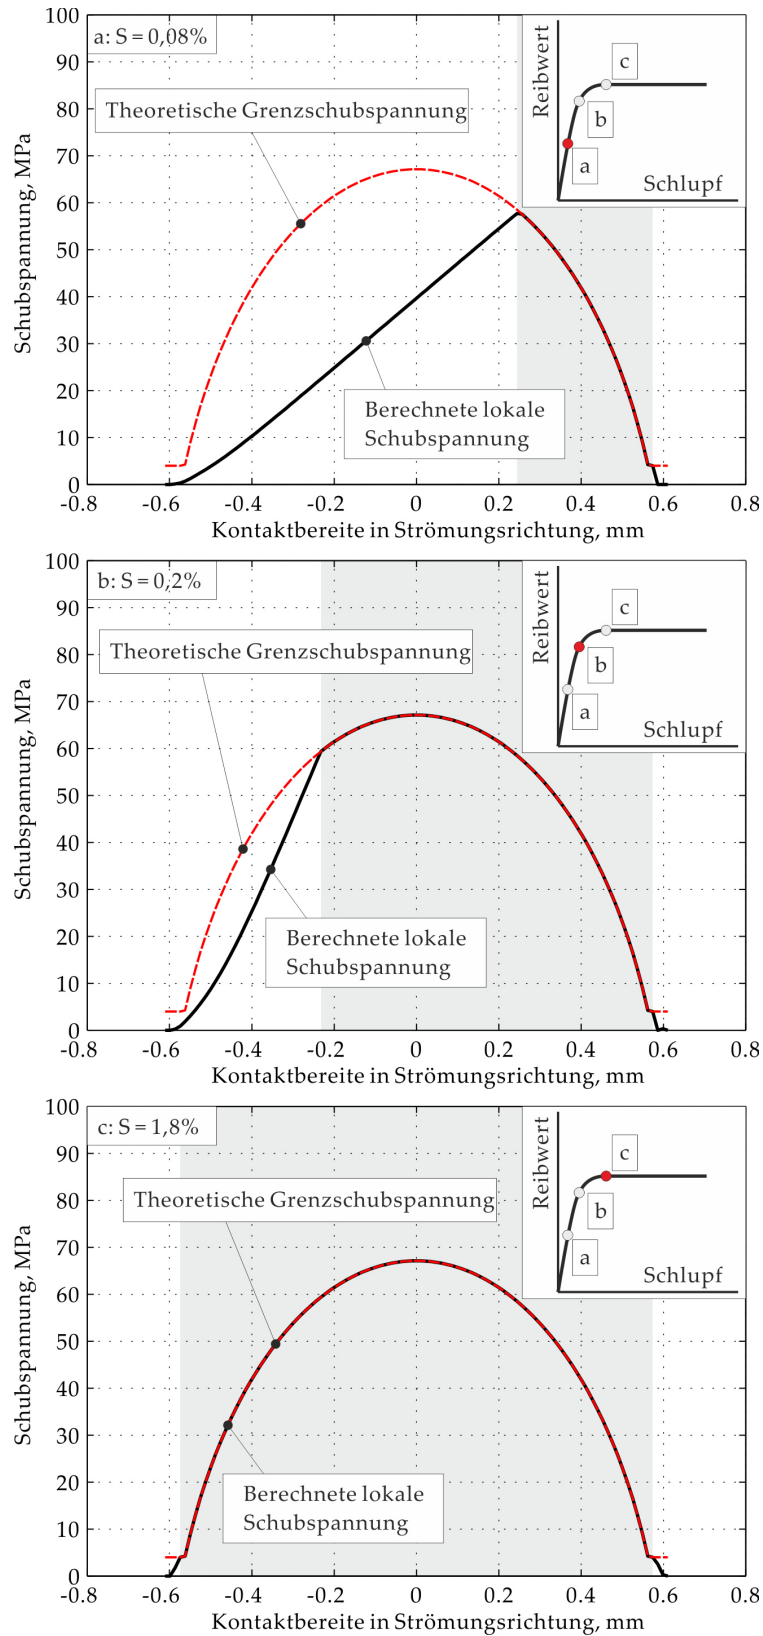 100
90
80
70
60
50
40
30
20
10
0
Schubspannung, MPa
a: S = 0,08%
Theoretische Grenzschubspannung
Berechnete lokale
Schubspannung
Reibwert
c
b
a
Schlupf
-0.8 -0.6 -0.4 -0.2 0 0.2 0.4 0.6 0.8
Kontaktbereite in Strömungsrichtung, mm
100
90
80
70
60
50
40
30
20
10
0
Schubspannung, MPa
b: S = 0,2%
Theoretische Grenzschubspannung
Berechnete lokale
Schubspannung
Reibwert
c
b
a
Schlupf
-0.8 -0.6 -0.4 -0.2 0 0.2 0.4 0.6 0.8
Kontaktbereite in Strömungsrichtung, mm
100
90
80
70
60
50
40
30
20
10
0
Schubspannung, MPa
c: S = 1,8%
Theoretische Grenzschubspannung
Berechnete lokale
Schubspannung
Reibwert
c
b
a
Schlupf
-0.8 -0.6 -0.4 -0.2 0 0.2 0.4 0.6 0.8
Kontaktbereite in Strömungsrichtung, mm